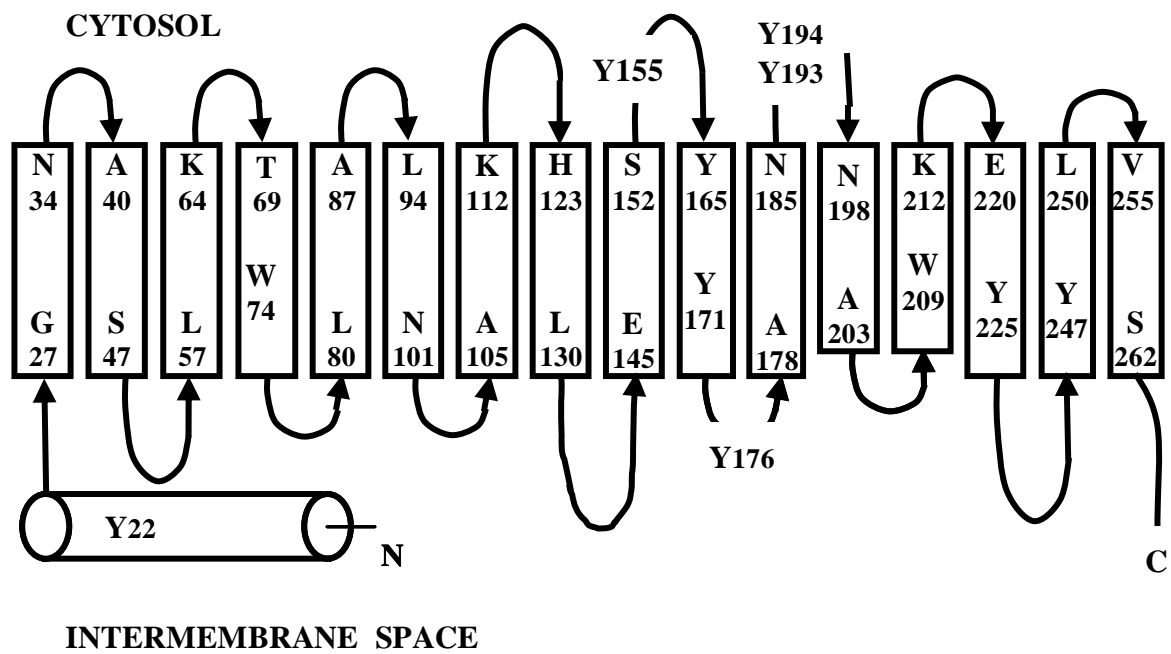 CYTOSOL
Y155
Y194
Y193
N A K T A L K H S Y N N K E L V
34 40 64 69 87 94 112 123 152 165 185 198 212 220 250 255
W Y W
74 171 209
G S L L N A L E A A Y Y S
27 47 57 80 101 105 130 145 178 203 225 247 262
Y176
Y22
N
C
INTERMEMBRANE SPACE